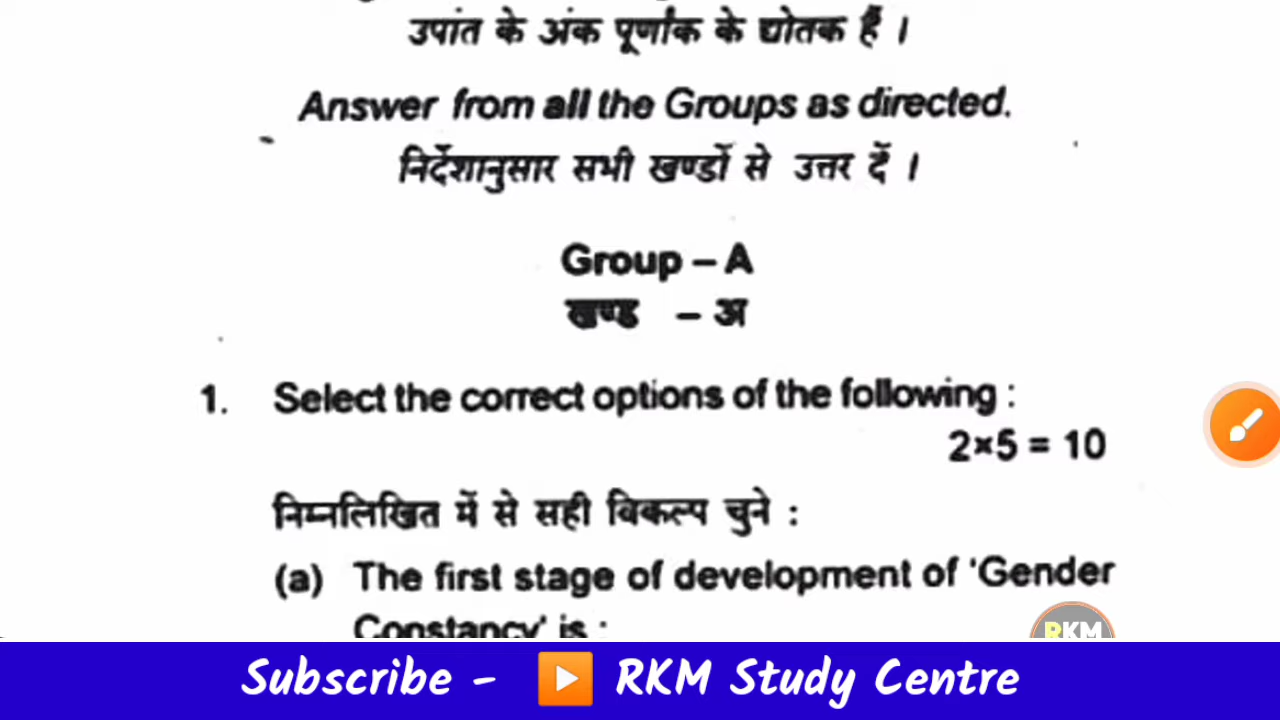 उपांत के अंक पूर्णांक के द्योतक हैं ।
Answer from all the Groups as directed.
निर्देशानुसार सभी खण्डों से उत्तर दें ।
Group – A
खण्ड – अ
1. Select the correct options of the following :
2×5 = 10
निम्नलिखित में से सही विकल्प चुने :
(a) The first stage of development of 'Gender
Constancy' is :
RKM
Subscribe - RKM Study Centre